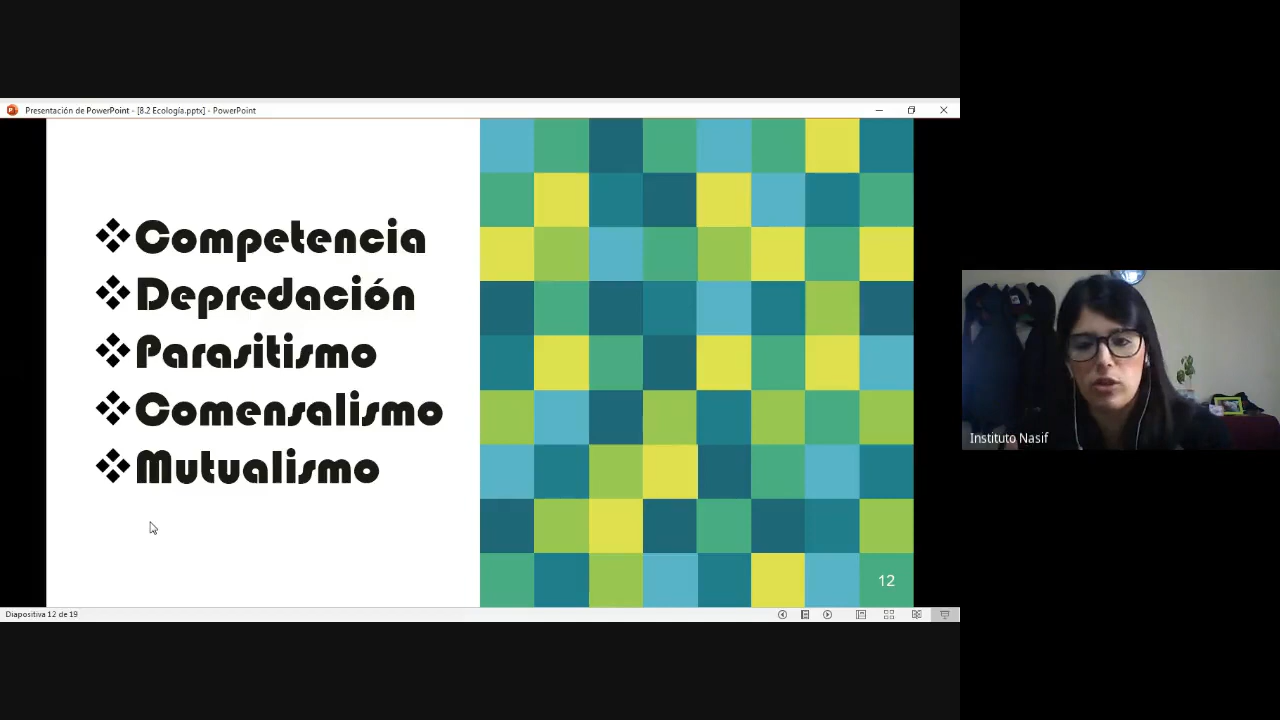 Presentación de PowerPoint - [8.2 Ecología.pptx] - PowerPoint
Competencia
Depredación
Parasitismo
Comensalismo
Mutualismo
12
Instituto Nasif
Diapositiva 12 de 19